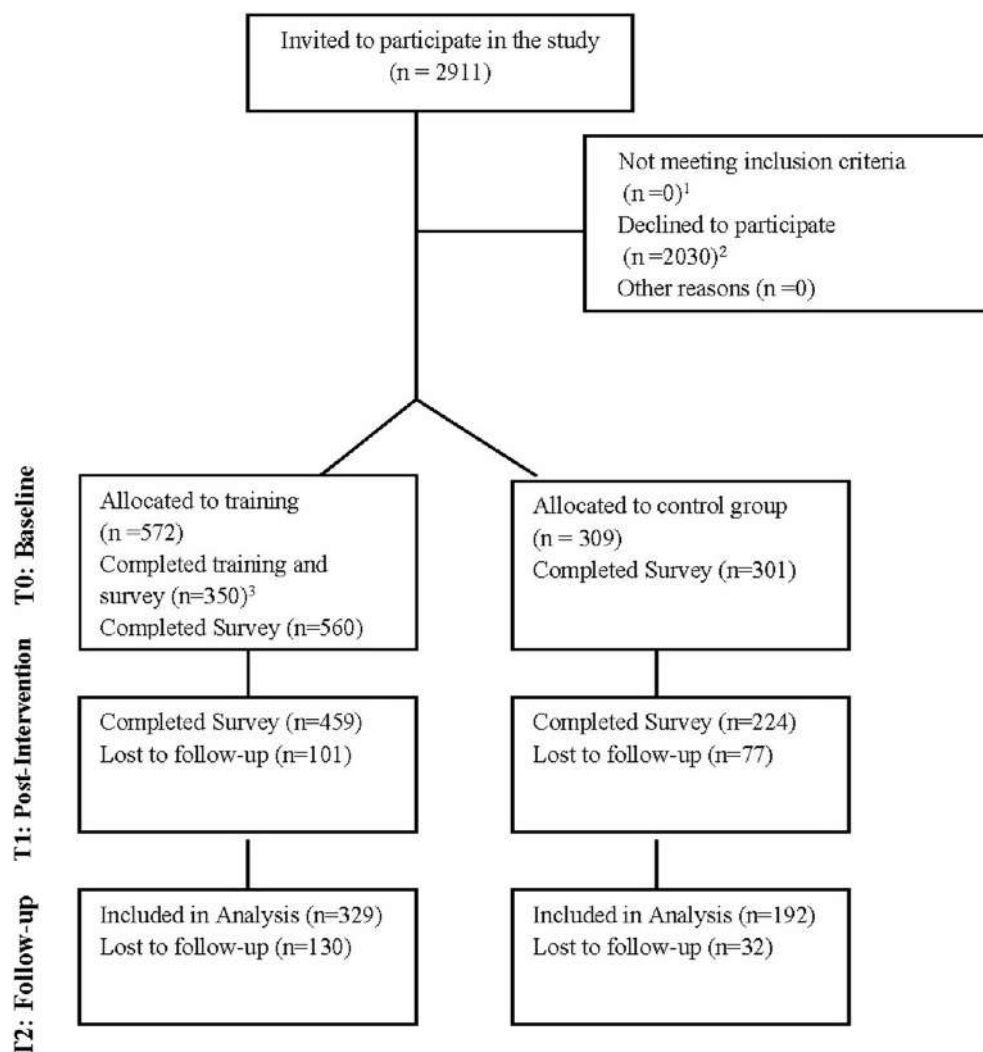 Invited to participate in the study
(n = 2911)
Not meeting inclusion criteria
(n =0)¹
Declined to participate
(n =2030)²
Other reasons (n =0)
T0: Baseline
Allocated to training
(n =572)
Completed training and
survey (n=350)³
Completed Survey (n=560)
Allocated to control group
(n = 309)
Completed Survey (n=301)
T1: Post-Intervention
Completed Survey (n=459)
Lost to follow-up (n=101)
Completed Survey (n=224)
Lost to follow-up (n=77)
T2: Follow-up
Included in Analysis (n=329)
Lost to follow-up (n=130)
Included in Analysis (n=192)
Lost to follow-up (n=32)